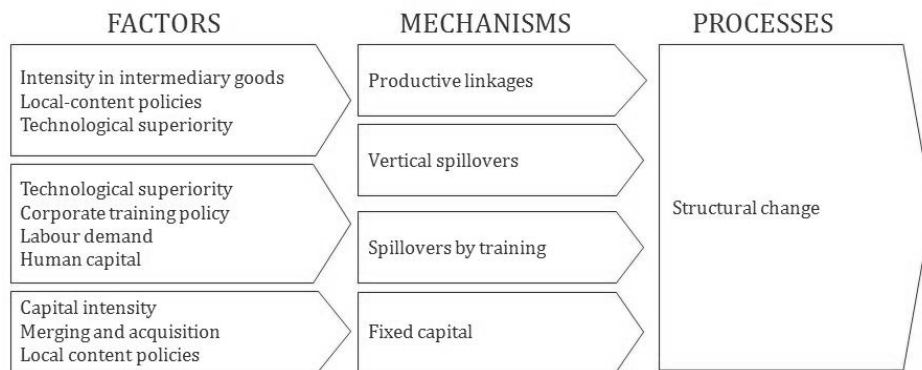 FACTORS
MECHANISMS
PROCESSES
Intensity in intermediary goods
Local-content policies
Technological superiority
Technological superiority
Corporate training policy
Labour demand
Human capital
Capital intensity
Merging and acquisition
Local content policies
Productive linkages
Vertical spillovers
Spillovers by training
Fixed capital
Structural change